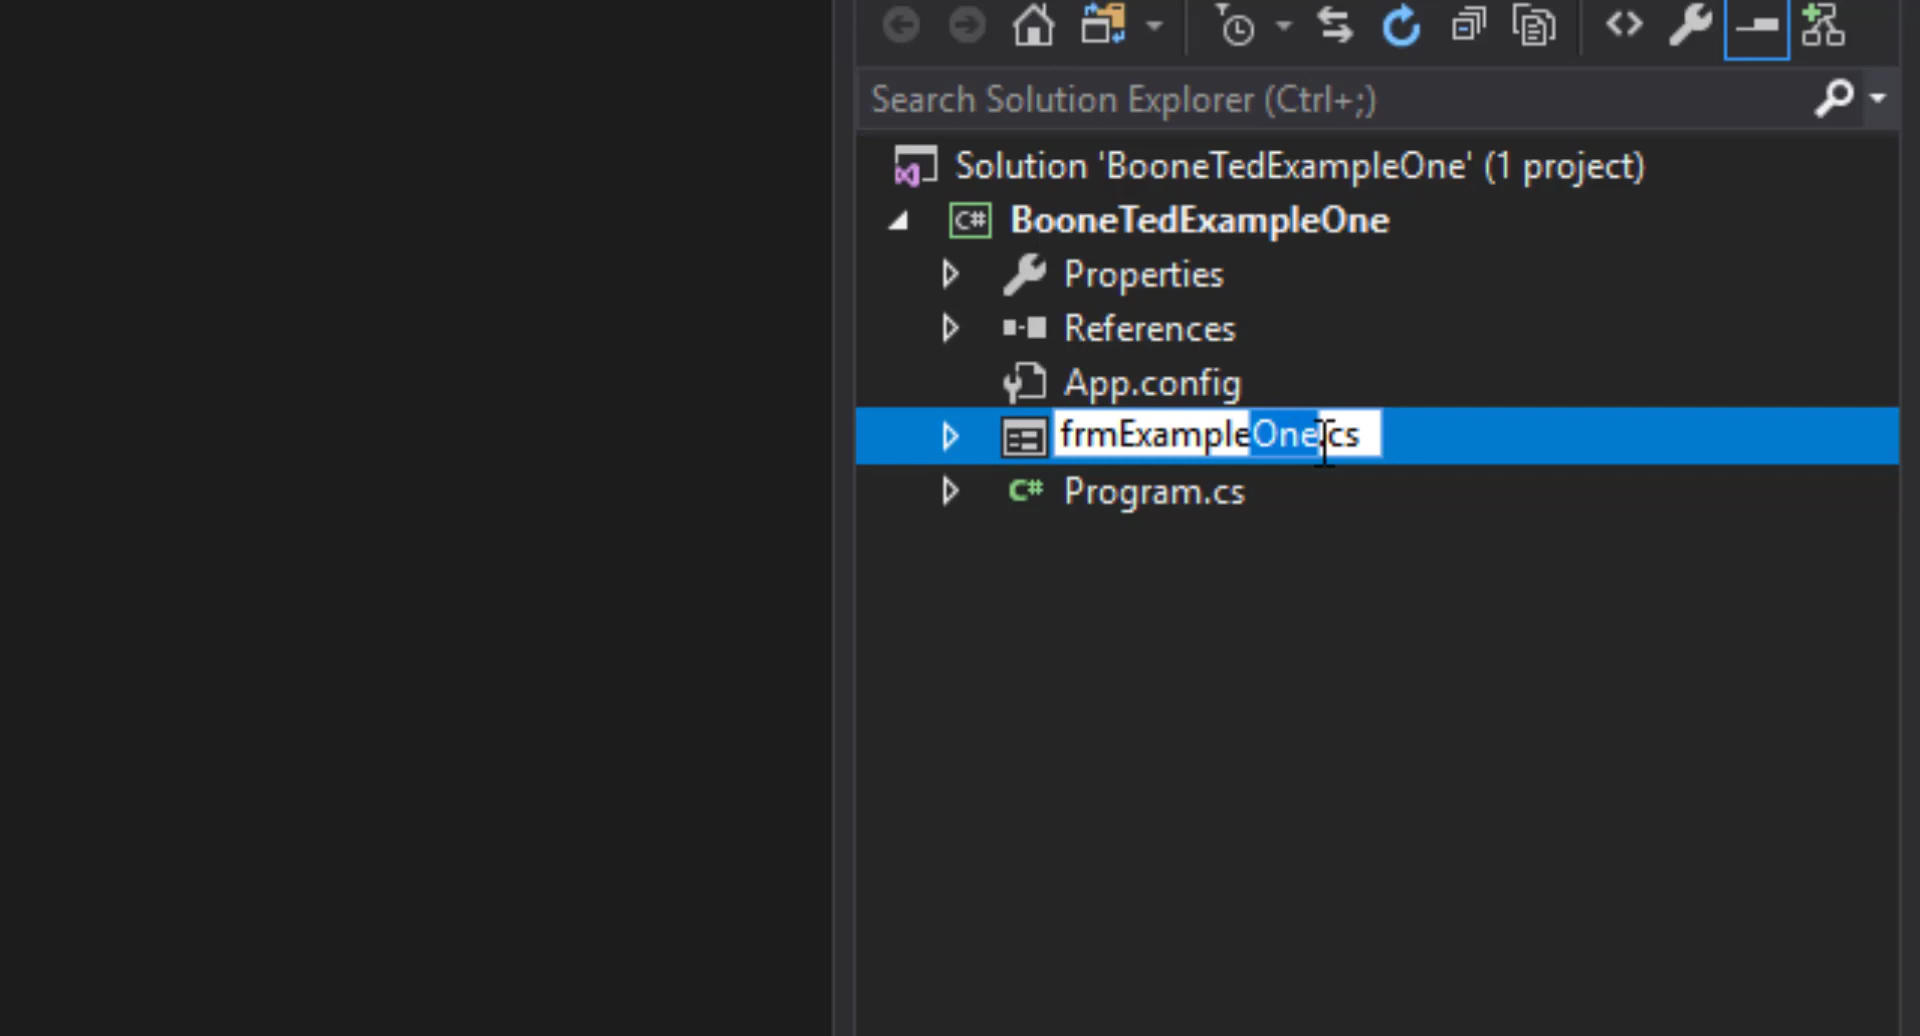 Search Solution Explorer (Ctrl+;)
Solution 'BooneTedExampleOne' (1 project)
C# BooneTedExampleOne
Properties
References
App.config
frmExampleOne.cs
C# Program.cs